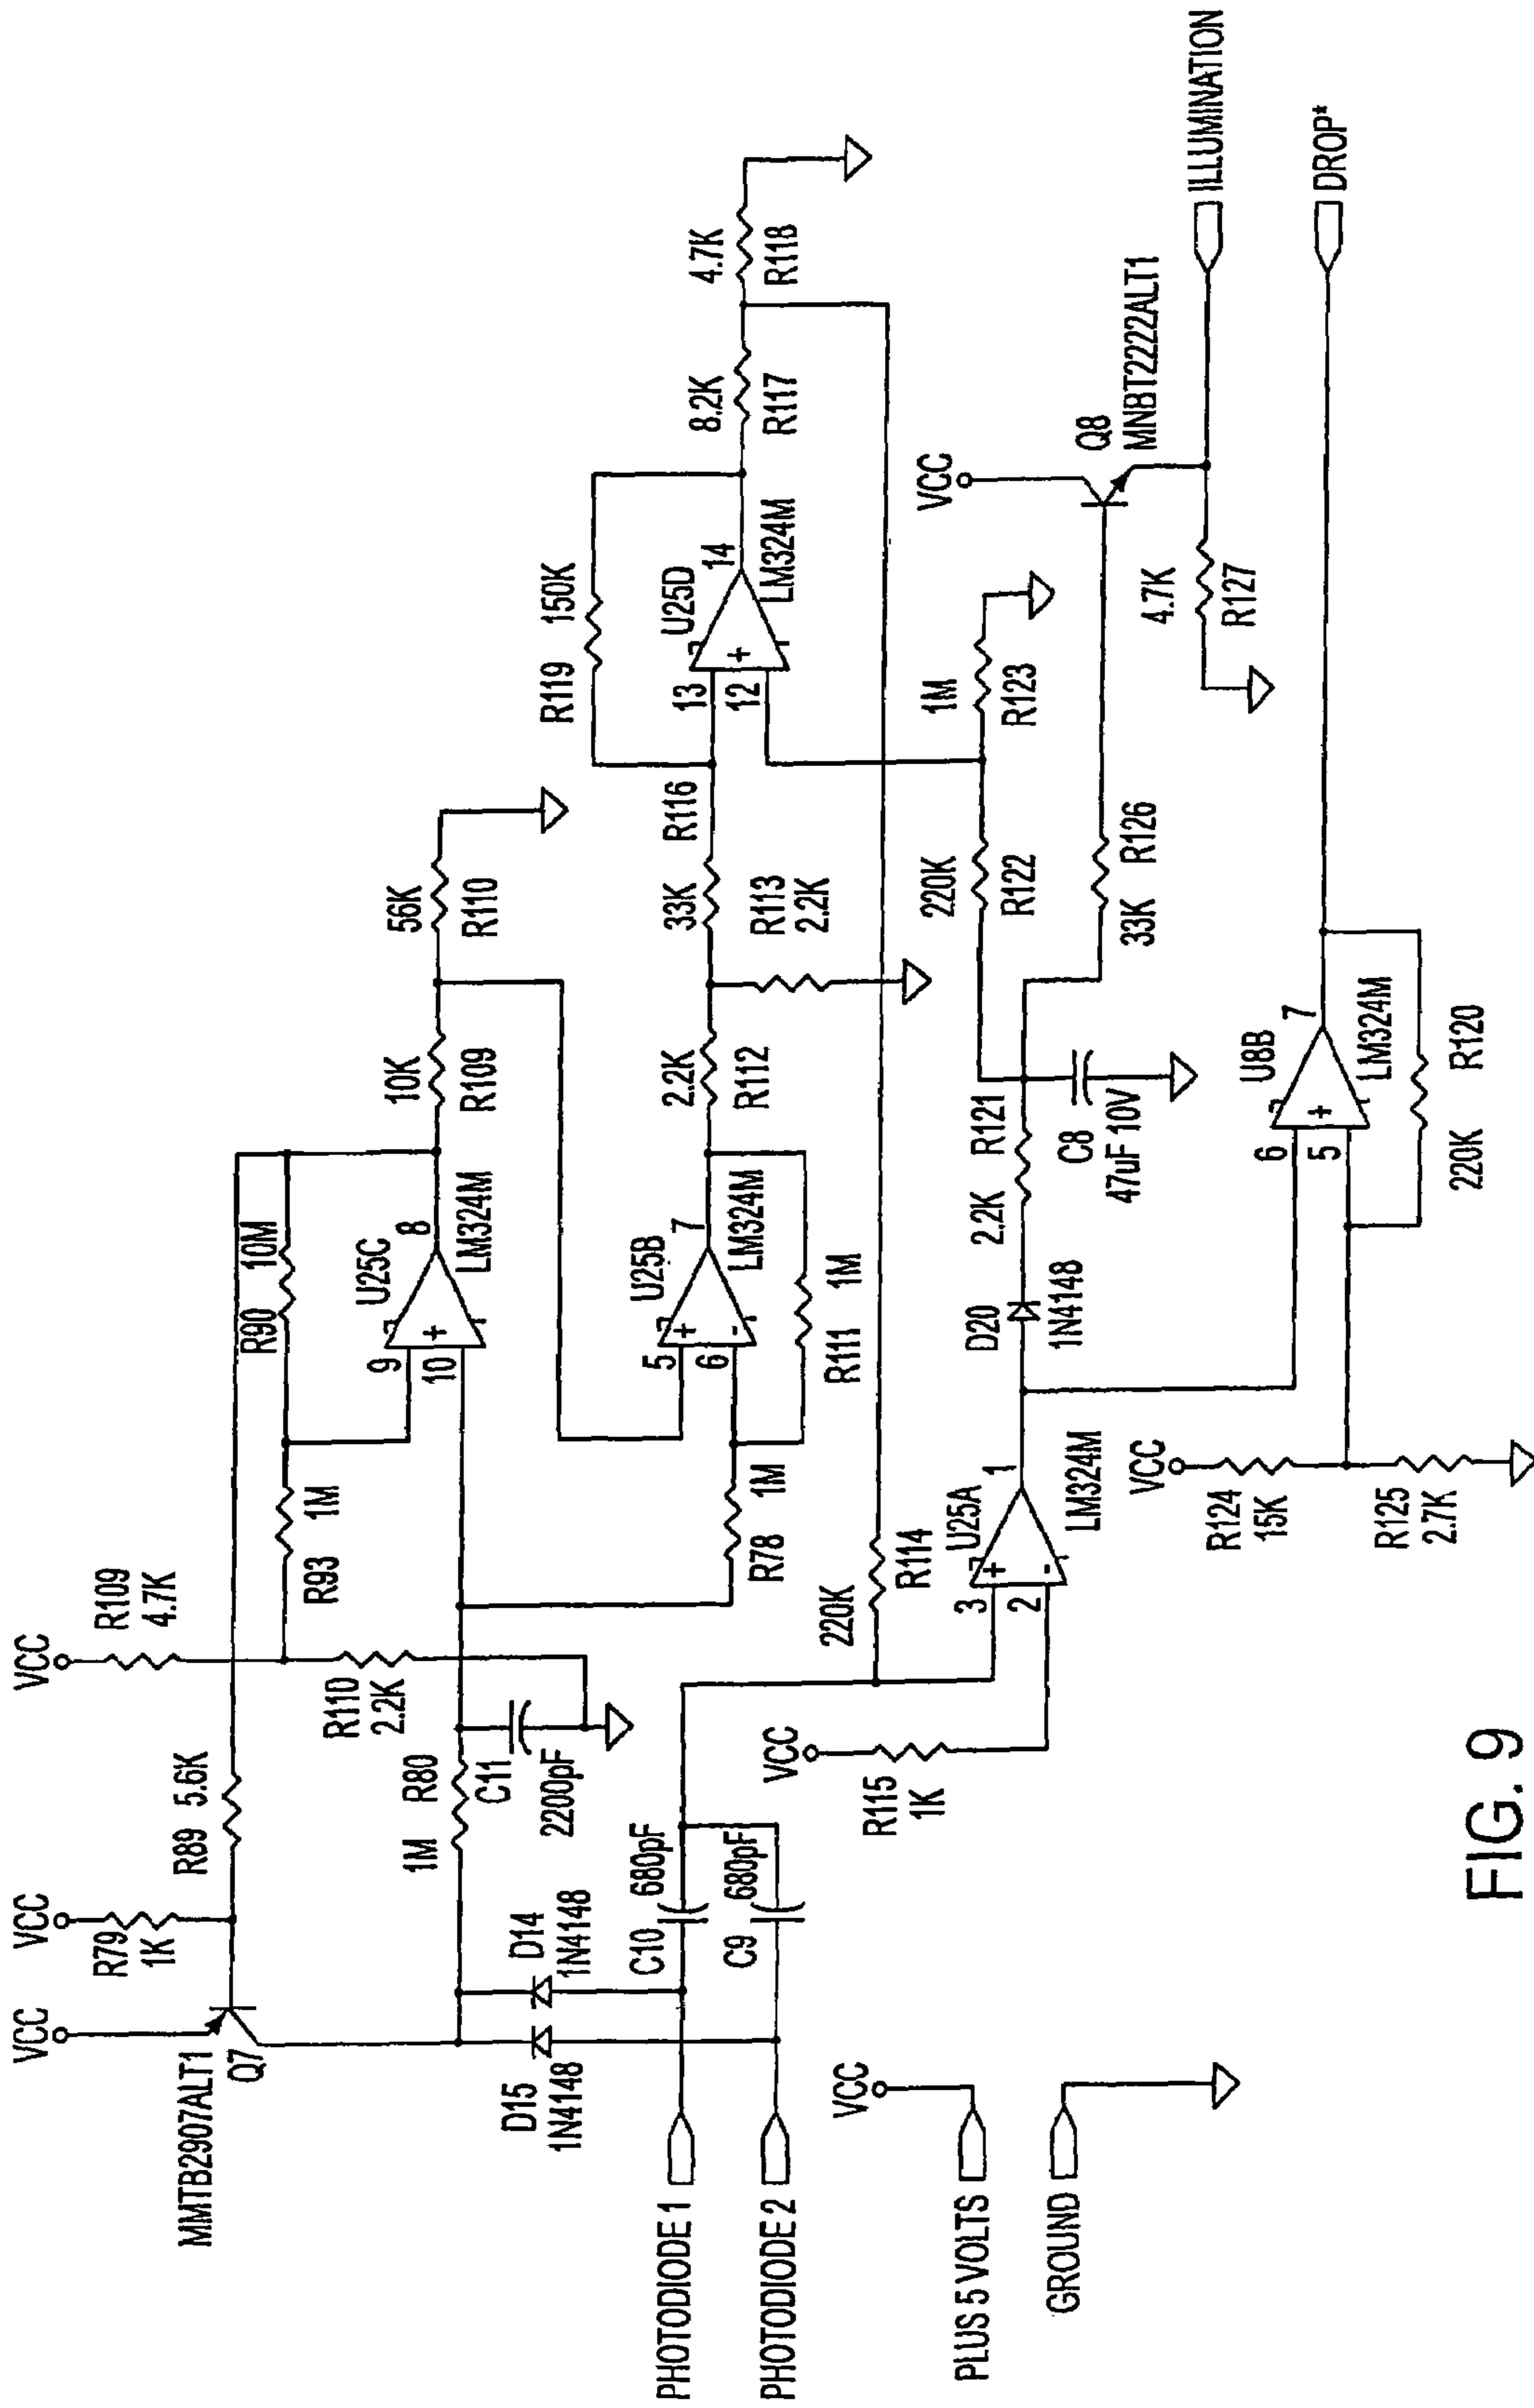 VCC
MMTB2907ALT1
Q7
VCC
R79
1K
R89 5.6K
VCC
R109
4.7K
R93
1M
R90
10M
R110
2.2K
1M
R80
C11
2200pF
9
10
+
U25C
8
LM324M
10K
R109
56K
R110
D15
1N4148
D14
1N4148
C10
680pF
C9
680pF
R78
1M
5
6
+
-
U25B
7
LM324M
R111
1M
2.2K
R112
33K
R116
R113
2.2K
R119
150K
13
12
+
U25D
14
LM324M
8.2K
R117
4.7K
R118
PHOTODIODE 1
PHOTODIODE 2
VCC
PLUS 5 VOLTS
GROUND
VCC
R115
1K
220K
R114
3
2
+
-
U25A
1
LM324M
D20
1N4148
2.2K
R121
C8
47uF 10V
220K
R122
1M
R123
33K
R126
VCC
Q8
MNBT2222ALT1
4.7K
R127
ILLUMINATION
VCC
R124
15K
R125
2.7K
6
5
+
U8B
7
LM324M
220K
R120
DROP*
FIG. 9